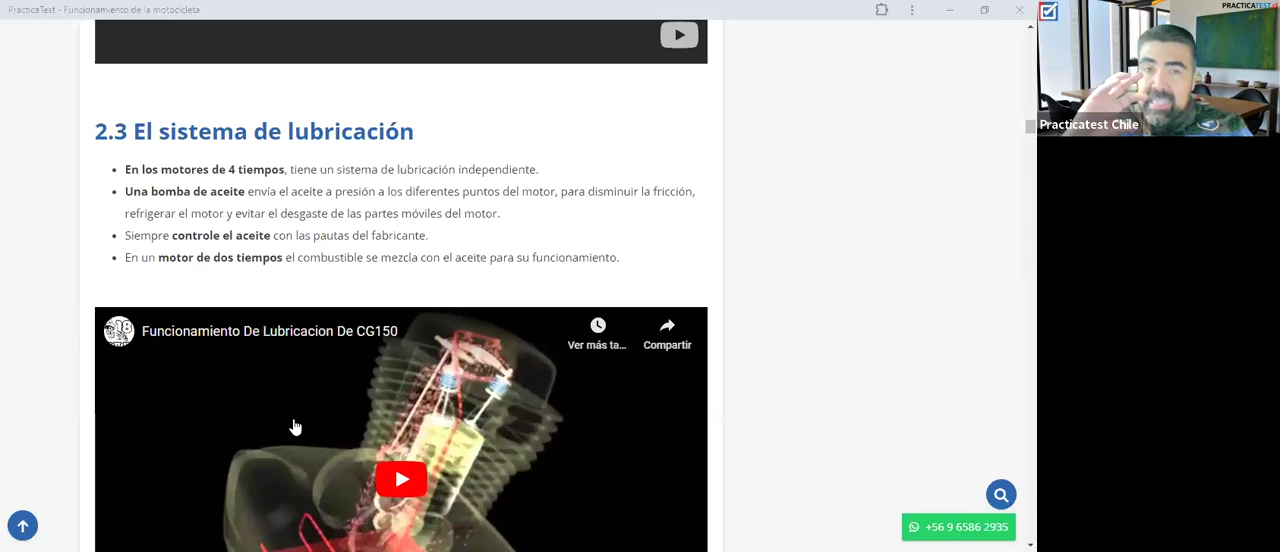 PracticaTest - Funcionamiento de la motocicleta
PRACTICATEST.cl
Practicatest Chile
2.3 El sistema de lubricación
En los motores de 4 tiempos, tiene un sistema de lubricación independiente.
Una bomba de aceite envía el aceite a presión a los diferentes puntos del motor, para disminuir la fricción,
refrigerar el motor y evitar el desgaste de las partes móviles del motor.
Siempre controle el aceite con las pautas del fabricante.
En un motor de dos tiempos el combustible se mezcla con el aceite para su funcionamiento.
18
Funcionamiento De Lubricacion De CG150
Ver más ta...
Compartir
+56 9 6586 2935